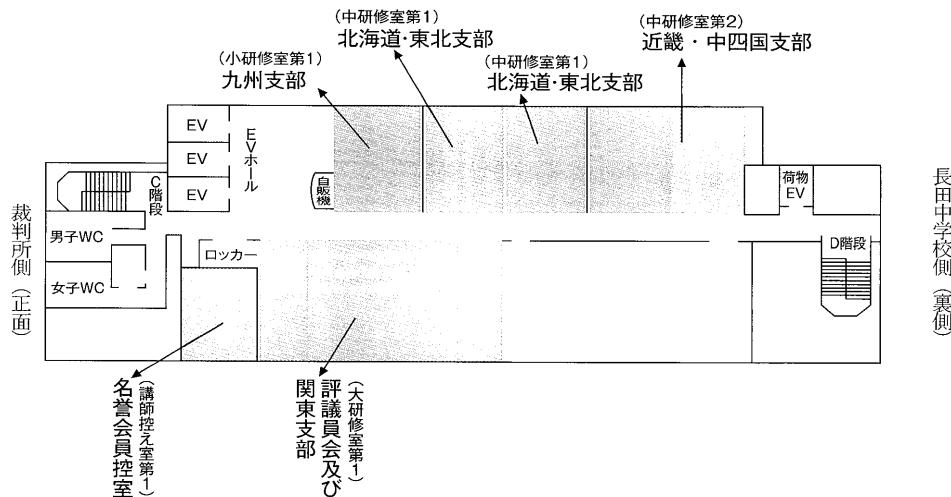 (中研修室第1)
北海道・東北支部
(中研修室第2)
近畿・中四国支部
(小研修室第1)
九州支部
(中研修室第1)
北海道・東北支部
EV
EV
EV
EVホール
自販機
C階段
荷物
EV
男子WC
女子WC
ロッカー
D階段
裁判所側(正面)
長田中学校側(裏側)
(講師控え室第1)
名誉会員控室
(大研修室第1)
評議員会及び
関東支部